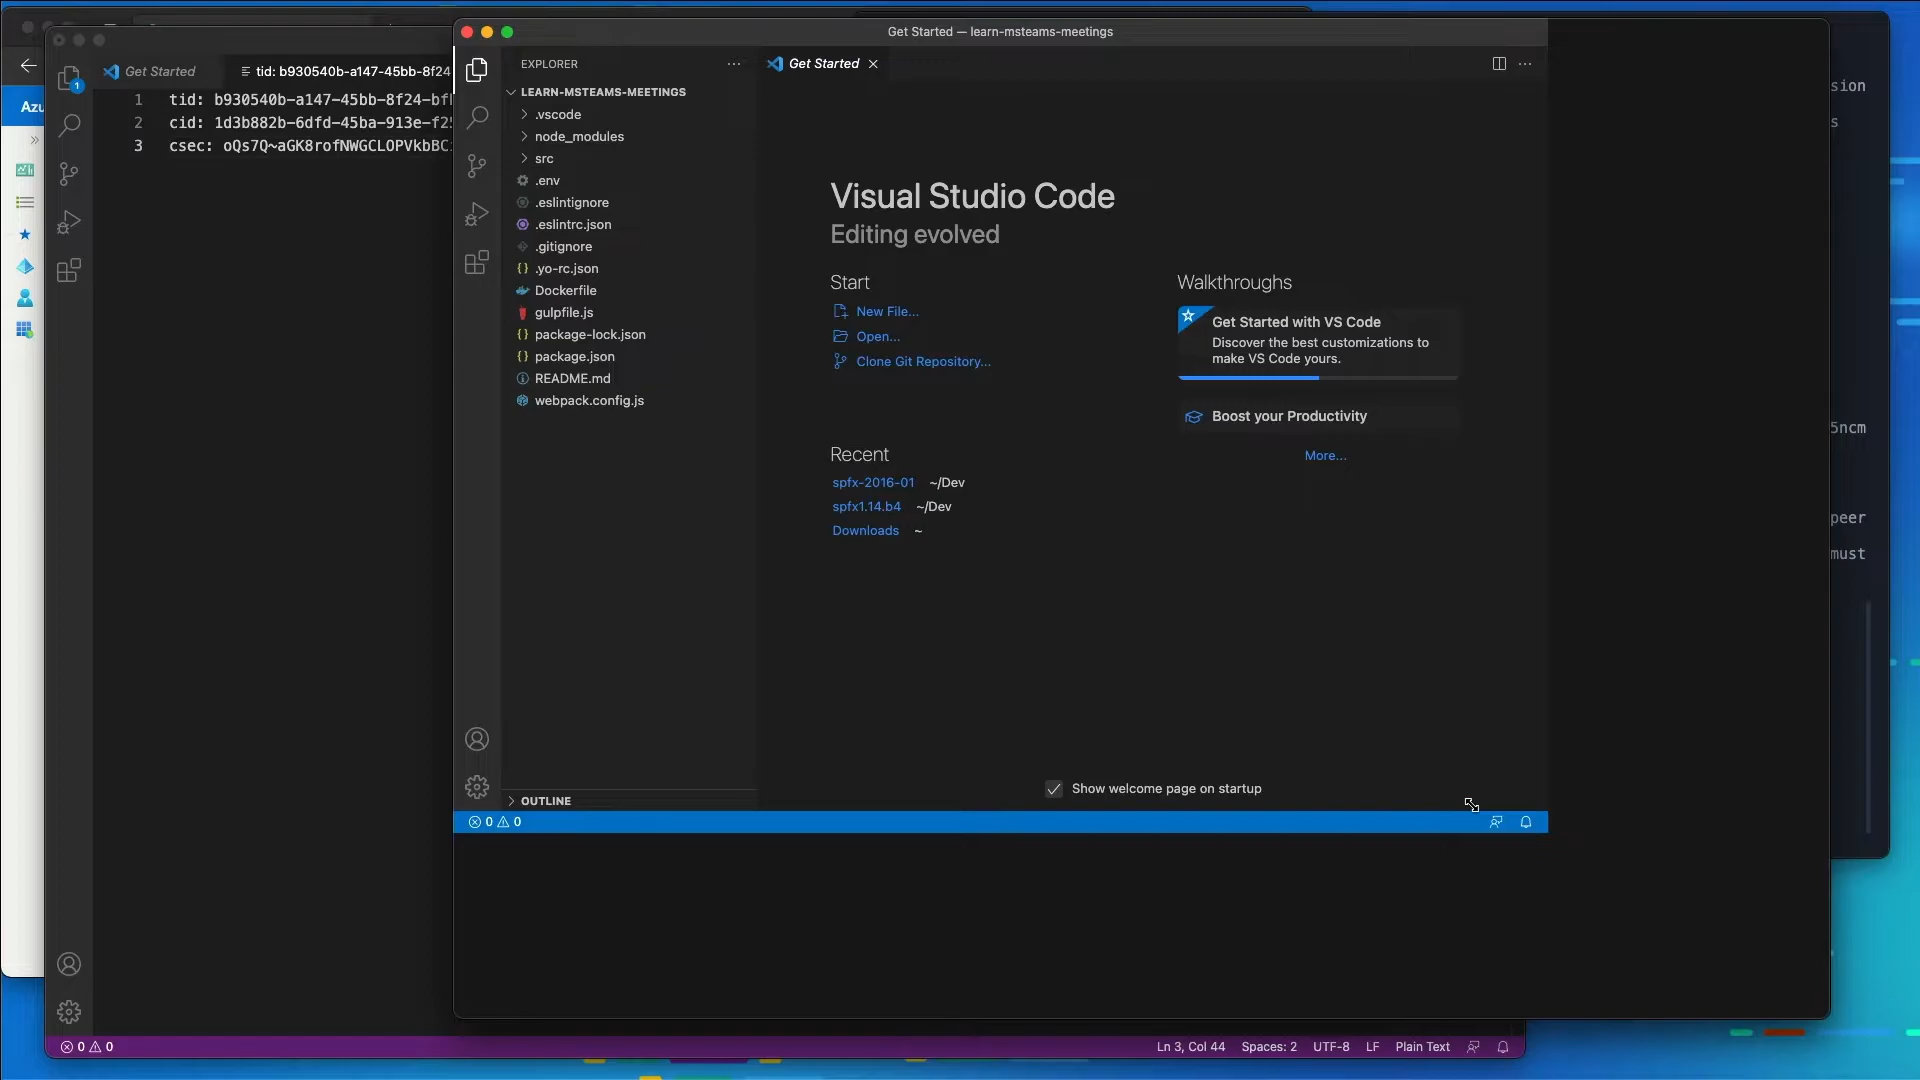 Get Started — learn-msteams-meetings
Azu
Get Started
tid: b930540b-a147-45bb-8f24
1 tid: b930540b-a147-45bb-8f24-bf
2 cid: 1d3b882b-6dfd-45ba-913e-f2
3 csec: oQs7Q~aGK8rofNWGCLOPVkbBC
1
EXPLORER
LEARN-MSTEAMS-MEETINGS
.vscode
node_modules
src
.env
.eslintignore
.eslintrc.json
.gitignore
.yo-rc.json
Dockerfile
gulpfile.js
package-lock.json
package.json
README.md
webpack.config.js
OUTLINE
Get Started
Visual Studio Code
Editing evolved
Start
New File...
Open...
Clone Git Repository...
Recent
spfx-2016-01 ~/Dev
spfx1.14.b4 ~/Dev
Downloads ~
Walkthroughs
Get Started with VS Code
Discover the best customizations to
make VS Code yours.
Boost your Productivity
More...
Show welcome page on startup
0 0
sion
s
5ncm
peer
must
0 0
Ln 3, Col 44 Spaces: 2 UTF-8 LF Plain Text